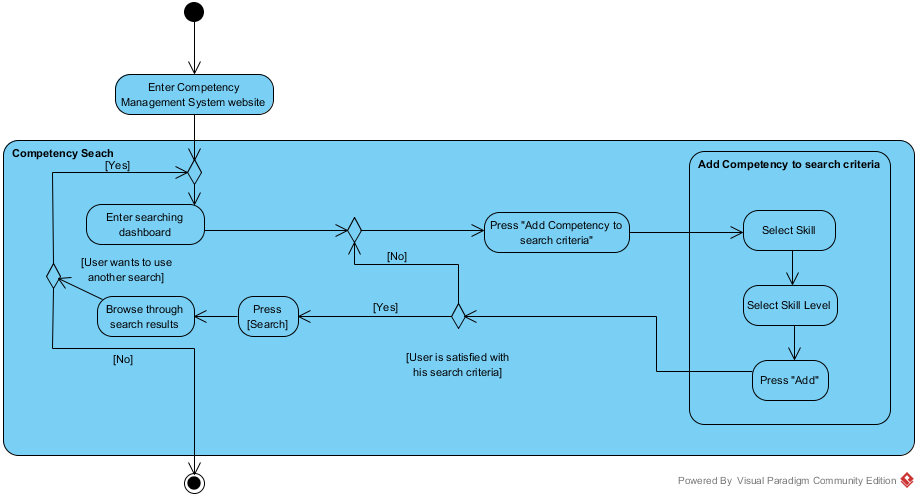 Enter Competency
Management System website
Competency Seach
[Yes]
Add Competency to search criteria
Enter searching
dashboard
Press "Add Competency to
search criteria"
Select Skill
[No]
[User wants to use
another search]
Browse through
search results
Press
[Search]
[Yes]
Select Skill Level
[No]
[User is satisfied with
his search criteria]
Press "Add"
Powered By Visual Paradigm Community Edition